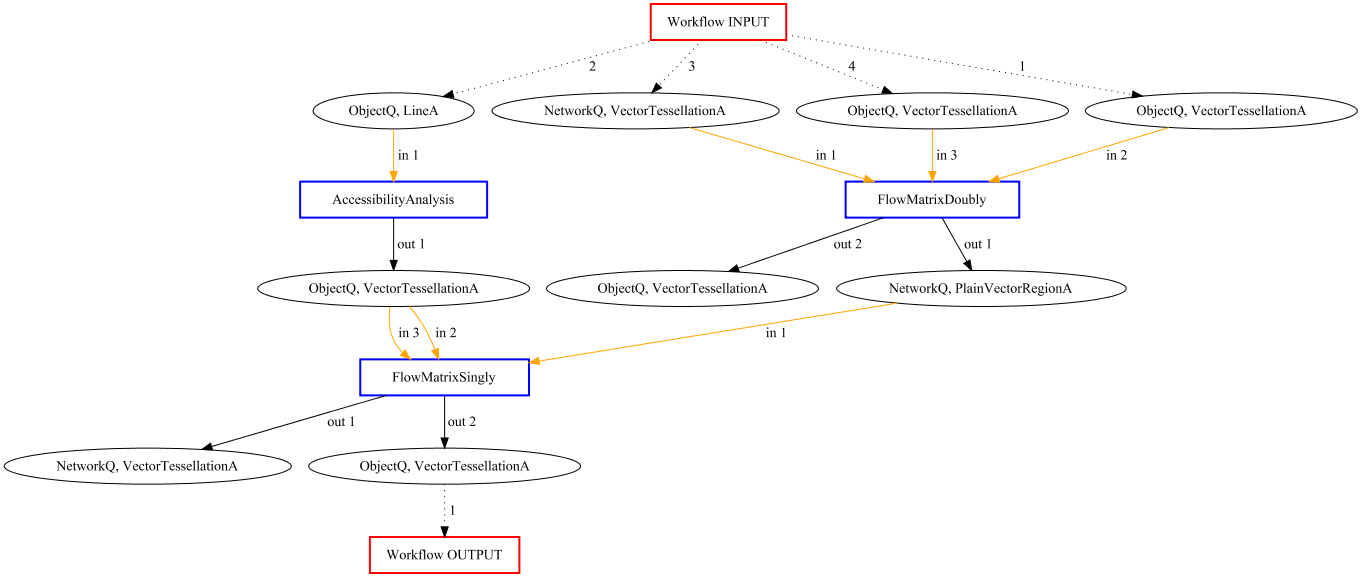 Workflow INPUT
2
3
4
1
ObjectQ, LineA
NetworkQ, VectorTessellationA
ObjectQ, VectorTessellationA
ObjectQ, VectorTessellationA
in 1
in 1
in 3
in 2
AccessibilityAnalysis
FlowMatrixDoubly
out 1
out 2
out 1
ObjectQ, VectorTessellationA
ObjectQ, VectorTessellationA
NetworkQ, PlainVectorRegionA
in 3
in 2
in 1
FlowMatrixSingly
out 1
out 2
NetworkQ, VectorTessellationA
ObjectQ, VectorTessellationA
1
Workflow OUTPUT